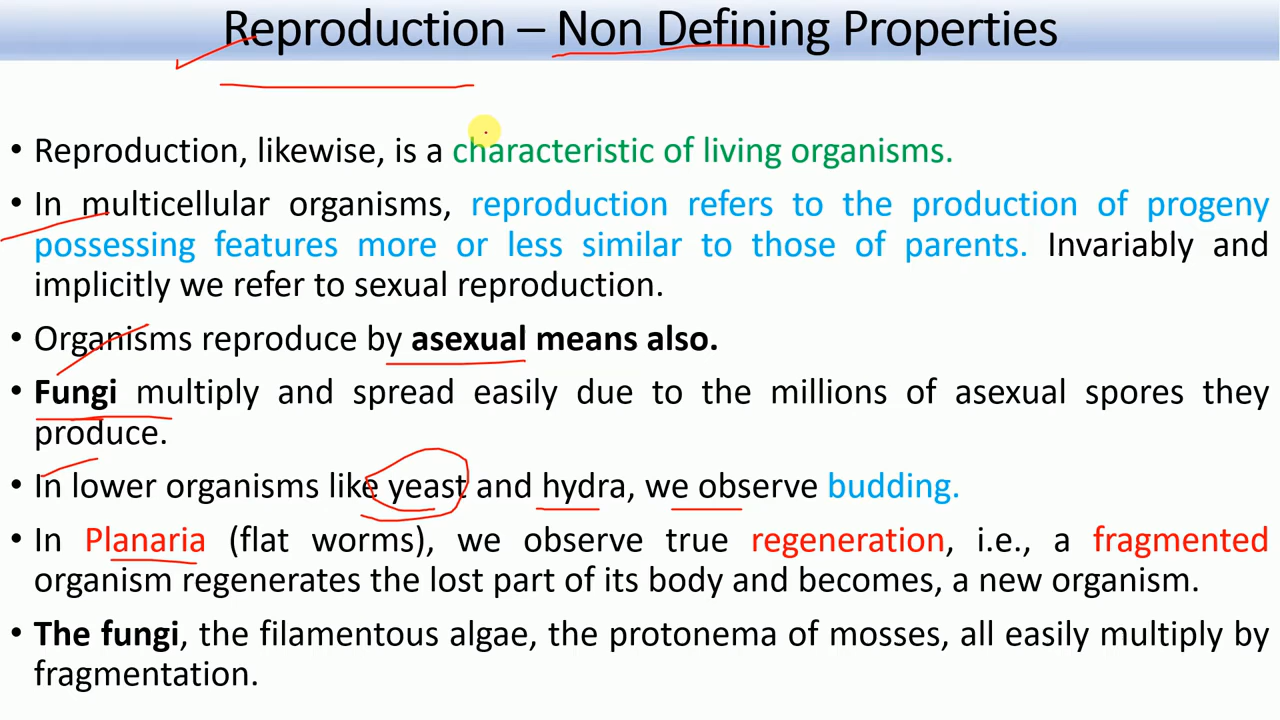 Reproduction – Non Defining Properties
• Reproduction, likewise, is a characteristic of living organisms.
• In multicellular organisms, reproduction refers to the production of progeny
possessing features more or less similar to those of parents. Invariably and
implicitly we refer to sexual reproduction.
• Organisms reproduce by asexual means also.
• Fungi multiply and spread easily due to the millions of asexual spores they
produce.
• In lower organisms like yeast and hydra, we observe budding.
• In Planaria (flat worms), we observe true regeneration, i.e., a fragmented
organism regenerates the lost part of its body and becomes, a new organism.
• The fungi, the filamentous algae, the protonema of mosses, all easily multiply by
fragmentation.